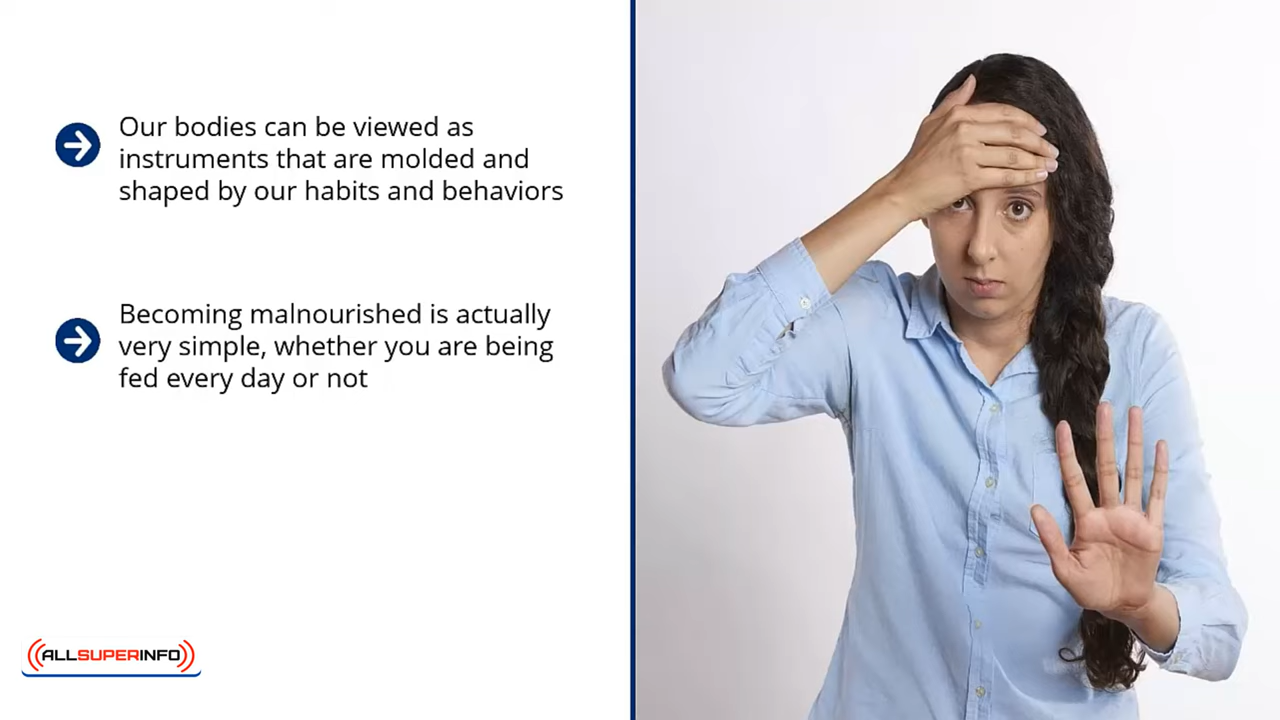 Our bodies can be viewed as
instruments that are molded and
shaped by our habits and behaviors
Becoming malnourished is actually
very simple, whether you are being
fed every day or not
ALLSUPERINFO